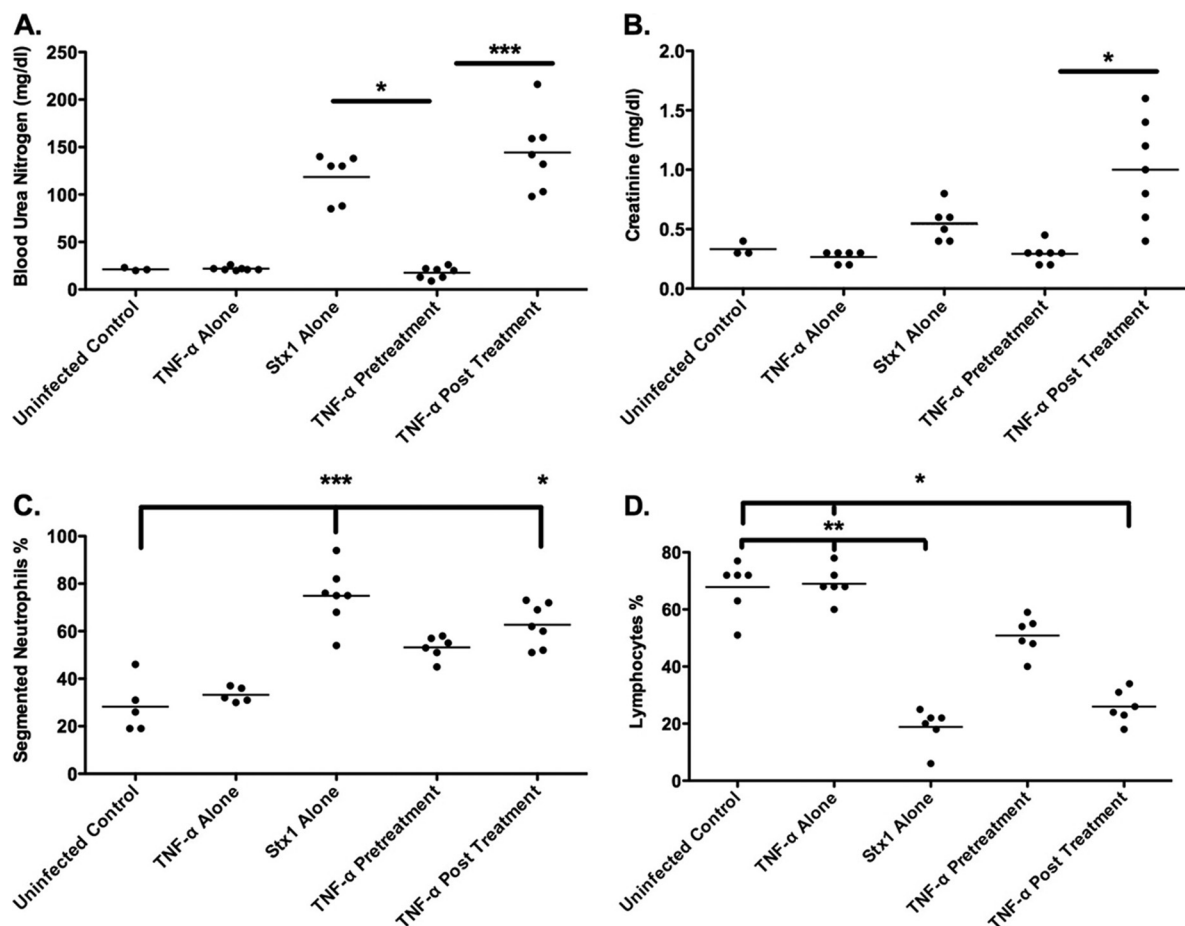 A.
Blood Urea Nitrogen (mg/dl)
250
200
150
100
50
0
*
***
Uninfected Control
TNF-α Alone
Stx1 Alone
TNF-α Pretreatment
TNF-α Post Treatment
B.
Creatinine (mg/dl)
2.0
1.5
1.0
0.5
0.0
*
Uninfected Control
TNF-α Alone
Stx1 Alone
TNF-α Pretreatment
TNF-α Post Treatment
C.
Segmented Neutrophils %
100
80
60
40
20
0
***
*
Uninfected Control
TNF-α Alone
Stx1 Alone
TNF-α Pretreatment
TNF-α Post Treatment
D.
Lymphocytes %
80
60
40
20
0
*
**
Uninfected Control
TNF-α Alone
Stx1 Alone
TNF-α Pretreatment
TNF-α Post Treatment